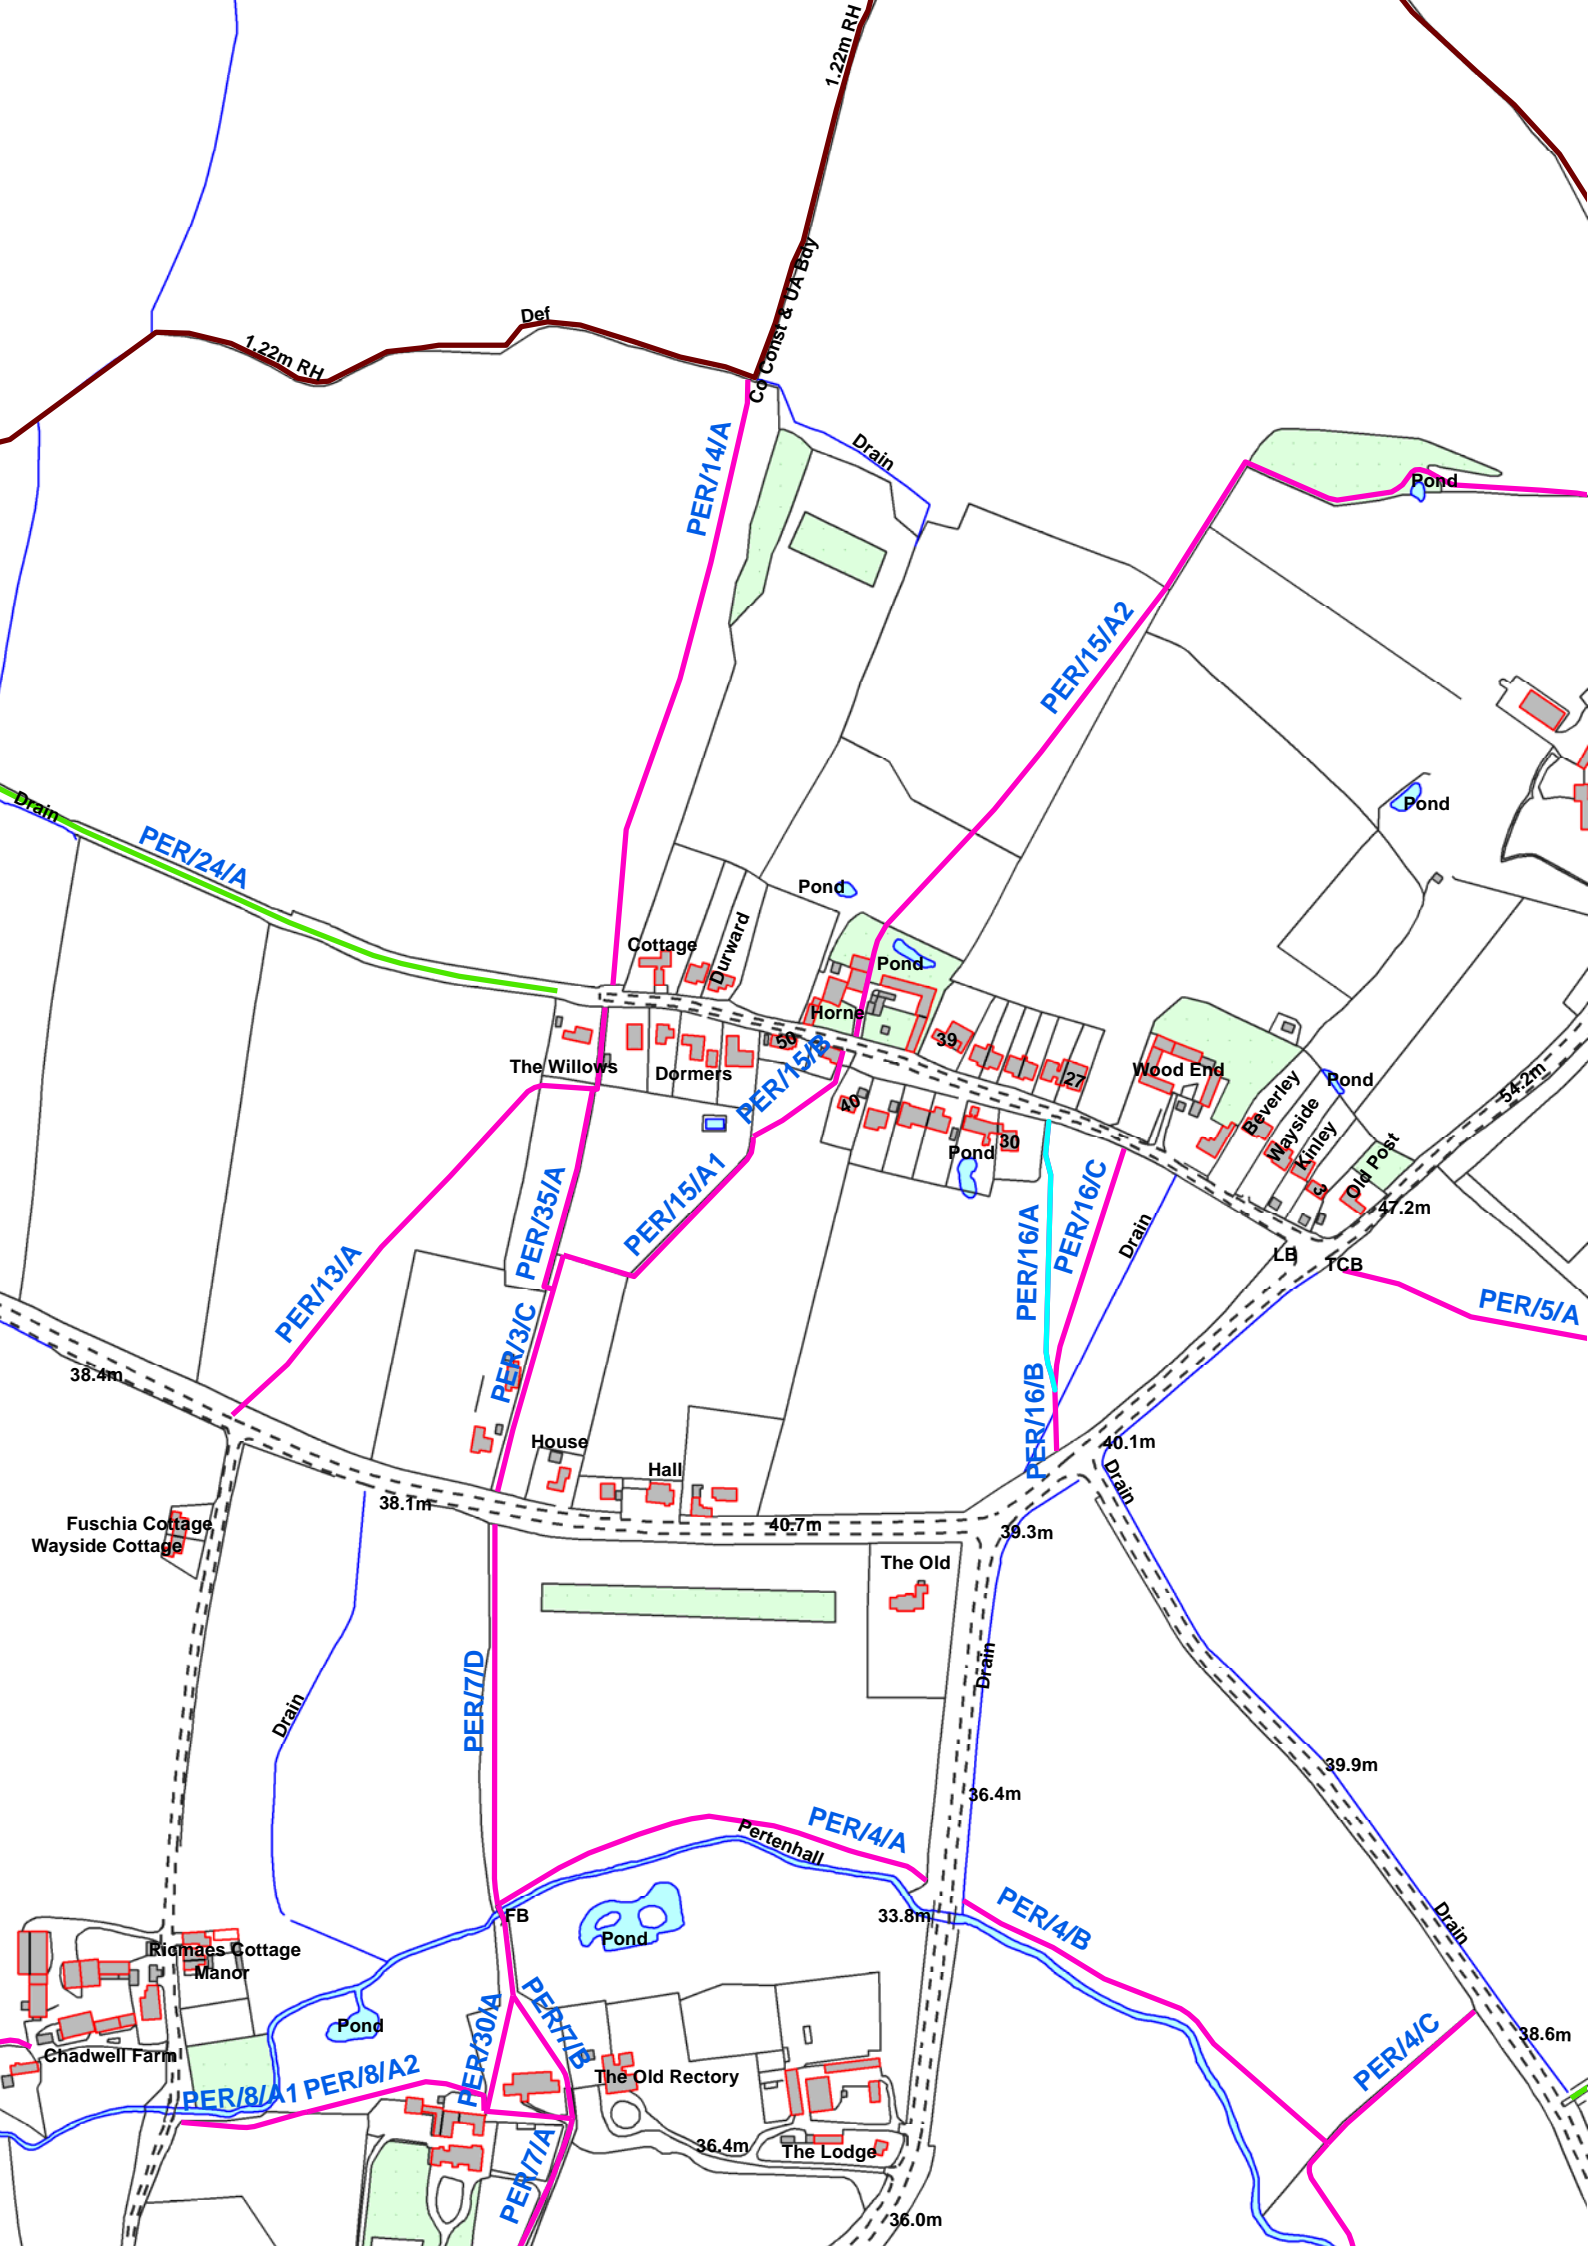 1.22m RH
Def
1.22m RH
Co Const & UA Bdy
PER/14/A
Drain
Pond
PER/15/A2
Drain
PER/24/A
Pond
Pond
Cottage
Durward
Pond
Horne
The Willows
Dormers
50
PER/15/B
39
27
Wood End
Pond
54.2m
40
30
Pond
Beverley
Wayside
Kinley
3
Old Post
47.2m
PER/35/A
PER/15/A1
PER/16/A
PER/16/C
Drain
LB
TCB
PER/5/A
PER/13/A
PER/3/C
38.4m
PER/16/B
House
Hall
40.1m
Drain
38.1m
40.7m
39.3m
Fuschia Cottage
Wayside Cottage
The Old
Drain
PER/7/D
Drain
39.9m
36.4m
PER/4/A
Pertenhall
FB
33.8m
PER/4/B
Drain
Pond
Ricmaes Cottage
Manor
Pond
PER/30/A
PER/7/B
PER/4/C
38.6m
Chadwell Farm
PER/8/A1
PER/8/A2
The Old Rectory
36.4m
The Lodge
PER/7/A
36.0m